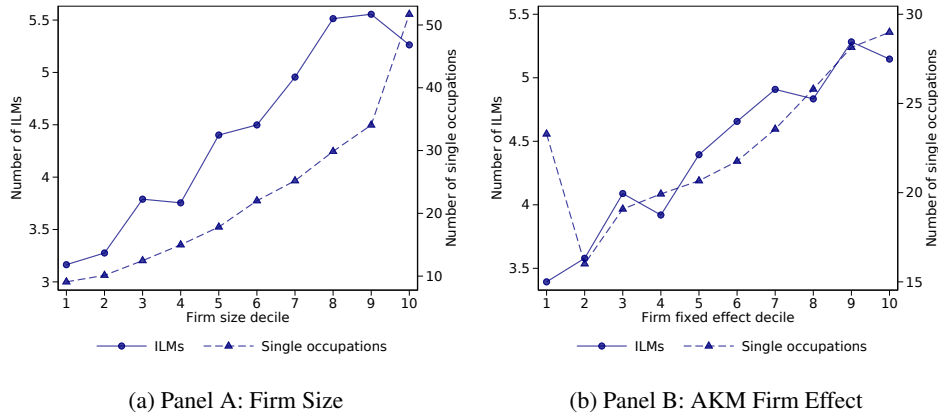 5.5
5
4.5
4
3.5
3
Number of ILMs
50
40
30
20
10
Number of single occupations
1 2 3 4 5 6 7 8 9 10
Firm size decile
ILMs Single occupations
(a) Panel A: Firm Size
5.5
5
4.5
4
3.5
Number of ILMs
30
25
20
15
Number of single occupations
1 2 3 4 5 6 7 8 9 10
Firm fixed effect decile
ILMs Single occupations
(b) Panel B: AKM Firm Effect